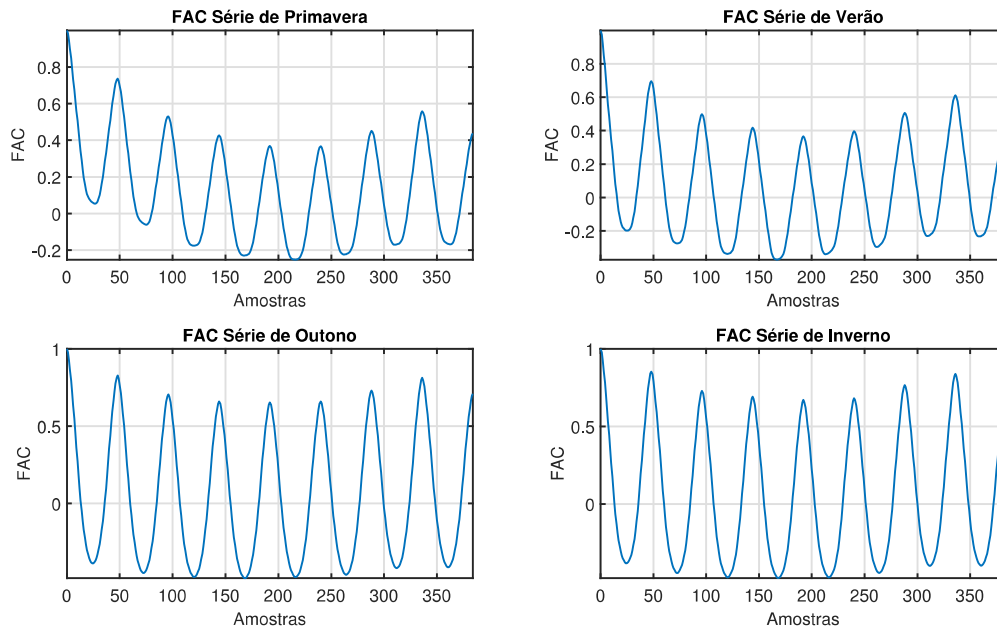 FAC Série de Primavera
0.8
0.6
0.4
0.2
0
-0.2
FAC
0 50 100 150 200 250 300 350
Amostras
FAC Série de Verão
0.8
0.6
0.4
0.2
0
-0.2
FAC
0 50 100 150 200 250 300 350
Amostras
FAC Série de Outono
1
0.5
0
FAC
0 50 100 150 200 250 300 350
Amostras
FAC Série de Inverno
1
0.5
0
FAC
0 50 100 150 200 250 300 350
Amostras